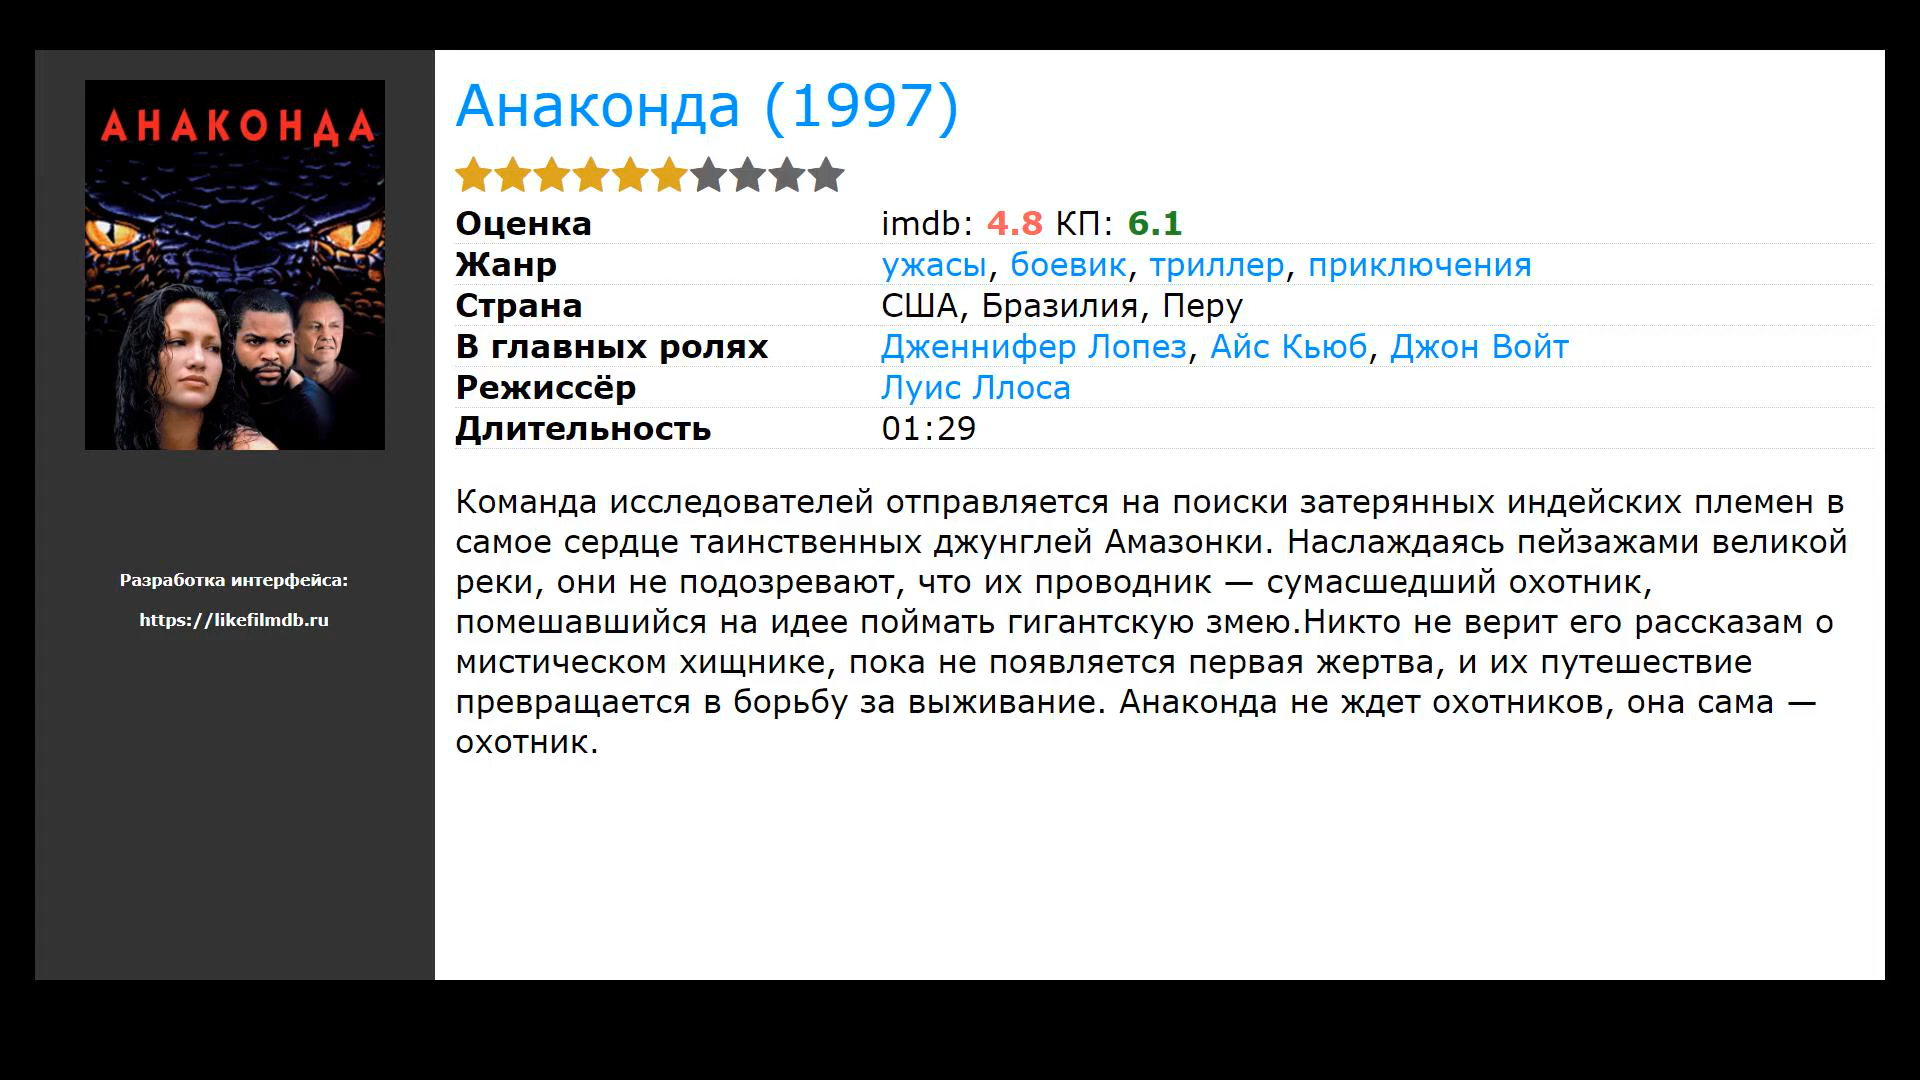 АНАКОНДА
Разработка интерфейса:
https://likefilmdb.ru
Анаконда (1997)
Оценка imdb: 4.8 КП: 6.1
Жанр ужасы, боевик, триллер, приключения
Страна США, Бразилия, Перу
В главных ролях Дженнифер Лопез, Айс Кьюб, Джон Войт
Режиссёр Луис Ллоса
Длительность 01:29
Команда исследователей отправляется на поиски затерянных индейских племен в
самое сердце таинственных джунглей Амазонки. Наслаждаясь пейзажами великой
реки, они не подозревают, что их проводник — сумасшедший охотник,
помешавшийся на идее поймать гигантскую змею.Никто не верит его рассказам о
мистическом хищнике, пока не появляется первая жертва, и их путешествие
превращается в борьбу за выживание. Анаконда не ждет охотников, она сама —
охотник.